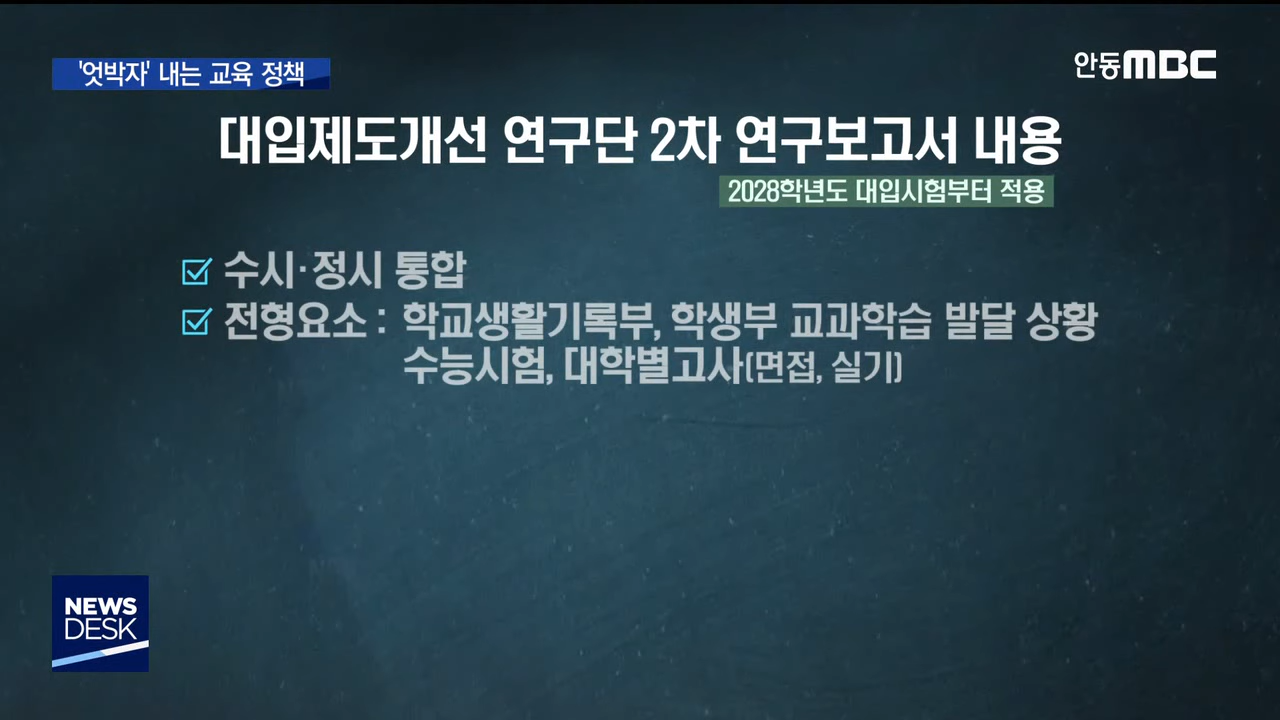 '엇박자' 내는 교육 정책
안동MBC
대입제도개선 연구단 2차 연구보고서 내용
2028학년도 대입시험부터 적용
수시·정시 통합
전형요소 : 학교생활기록부, 학생부 교과학습 발달 상황
수능시험, 대학별고사(면접, 실기)
NEWS
DESK